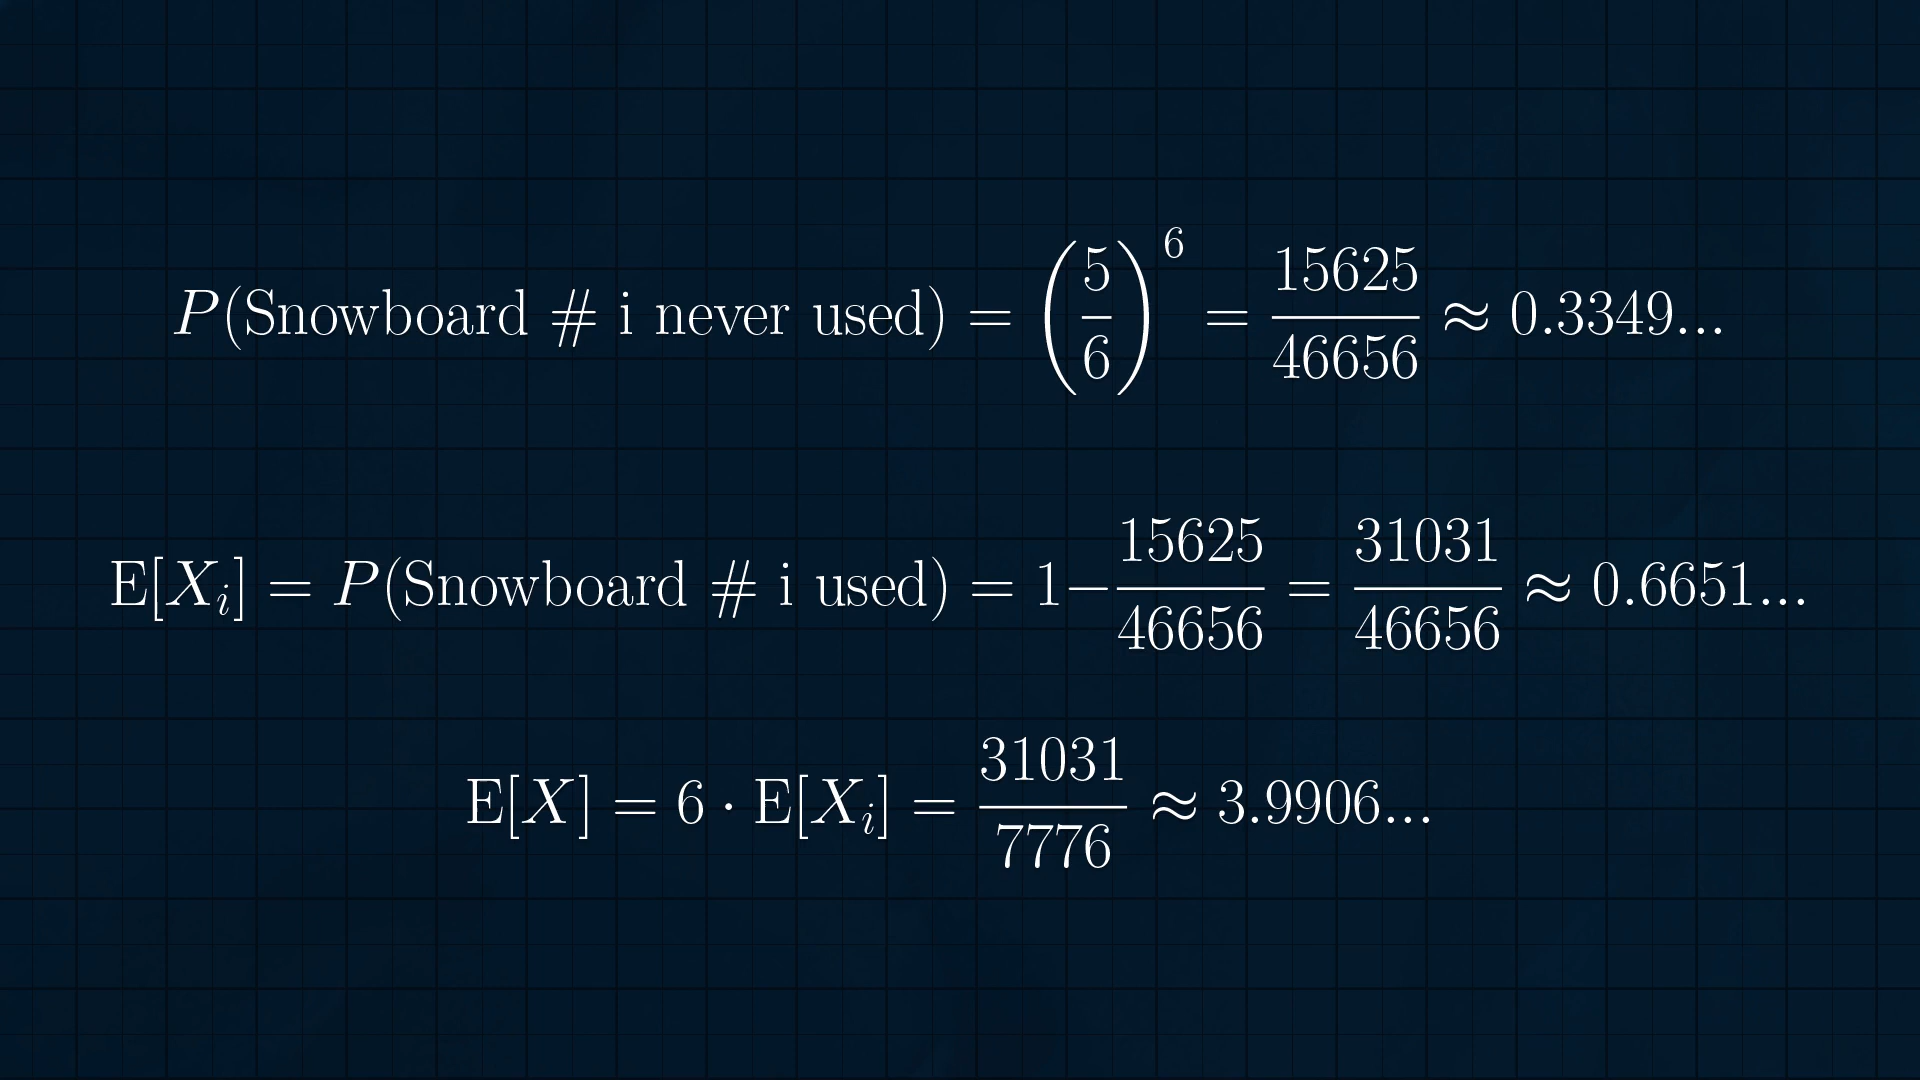 P(Snowboard # i never used) = (5/6)^6 = 15625/46656 ≈ 0.3349...
E[X_i] = P(Snowboard # i used) = 1−15625/46656 = 31031/46656 ≈ 0.6651...
E[X] = 6 · E[X_i] = 31031/7776 ≈ 3.9906...